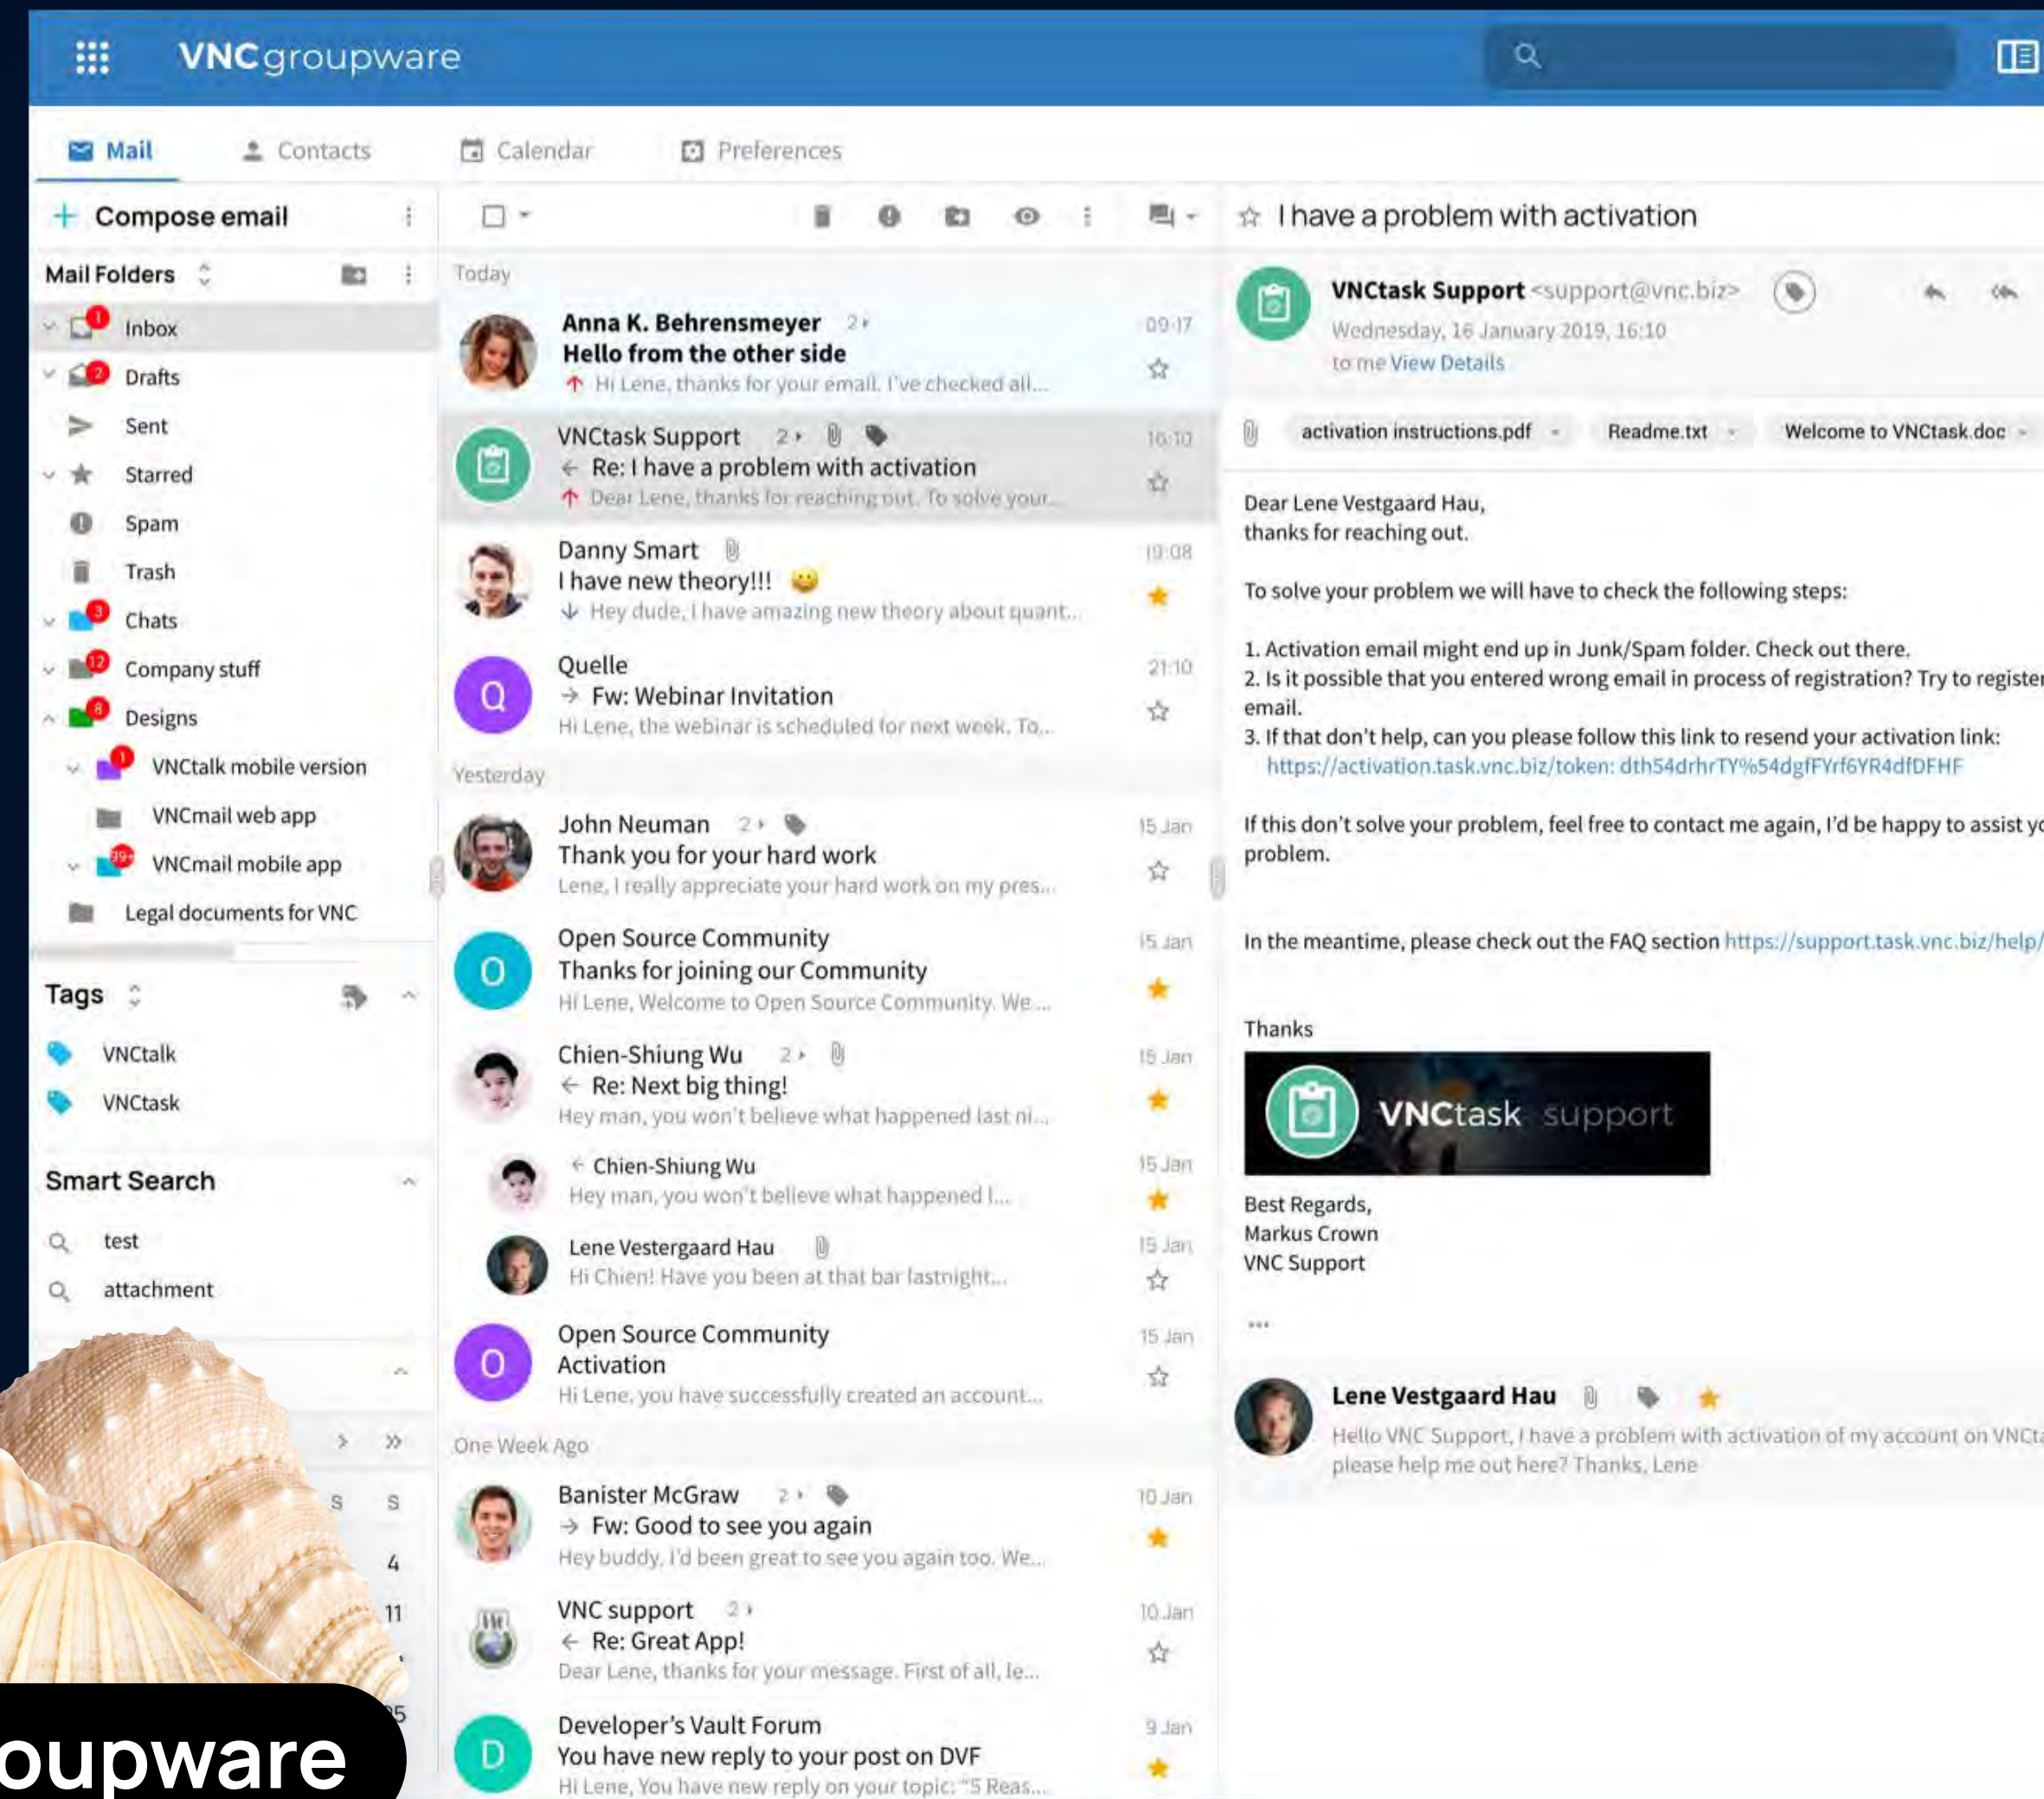 VNCgroupware
Mail
Contacts
Calendar
Preferences
+ Compose email
Mail Folders
1
Inbox
2
Drafts
Sent
Starred
Spam
Trash
3
Chats
12
Company stuff
8
Designs
1
VNCtalk mobile version
VNCmail web app
99+
VNCmail mobile app
Legal documents for VNC
Tags
VNCtalk
VNCtask
Smart Search
test
attachment
S S
4
11
25
oupware
Today
Anna K. Behrensmeyer 2
09:17
Hello from the other side
Hi Lene, thanks for your email. I've checked all...
VNCtask Support 2
16:10
← Re: I have a problem with activation
Dear Lene, thanks for reaching out. To solve your...
Danny Smart
19:08
I have new theory!!! 😀
Hey dude, I have amazing new theory about quant...
Q
Quelle
21:10
→ Fw: Webinar Invitation
Hi Lene, the webinar is scheduled for next week. To...
Yesterday
John Neuman 2
15 Jan
Thank you for your hard work
Lene, I really appreciate your hard work on my pres...
O
Open Source Community
15 Jan
Thanks for joining our Community
Hi Lene, Welcome to Open Source Community. We ...
Chien-Shiung Wu 2
15 Jan
← Re: Next big thing!
Hey man, you won't believe what happened last ni...
← Chien-Shiung Wu
15 Jan
Hey man, you won't believe what happened l...
Lene Vestergaard Hau
15 Jan
Hi Chien! Have you been at that bar lastnight...
O
Open Source Community
15 Jan
Activation
Hi Lene, you have successfully created an account...
One Week Ago
Banister McGraw 2
10 Jan
→ Fw: Good to see you again
Hey buddy, I'd been great to see you again too. We...
VNC support 2
10 Jan
← Re: Great App!
Dear Lene, thanks for your message. First of all, le...
D
Developer's Vault Forum
9 Jan
You have new reply to your post on DVF
Hi Lene, You have new reply on your topic: "5 Reas...
I have a problem with activation
VNCtask Support <support@vnc.biz>
Wednesday, 16 January 2019, 16:10
to me View Details
activation instructions.pdf
Readme.txt
Welcome to VNCtask.doc
Dear Lene Vestgaard Hau,
thanks for reaching out.
To solve your problem we will have to check the following steps:
1. Activation email might end up in Junk/Spam folder. Check out there.
2. Is it possible that you entered wrong email in process of registration? Try to register
email.
3. If that don't help, can you please follow this link to resend your activation link:
https://activation.task.vnc.biz/token: dth54drhrTY%54dgfFYrf6YR4dfDFHF
If this don't solve your problem, feel free to contact me again, I'd be happy to assist yo
problem.
In the meantime, please check out the FAQ section https://support.task.vnc.biz/help/
Thanks
VNCtask support
Best Regards,
Markus Crown
VNC Support
...
Lene Vestgaard Hau
Hello VNC Support, I have a problem with activation of my account on VNCta
please help me out here? Thanks, Lene